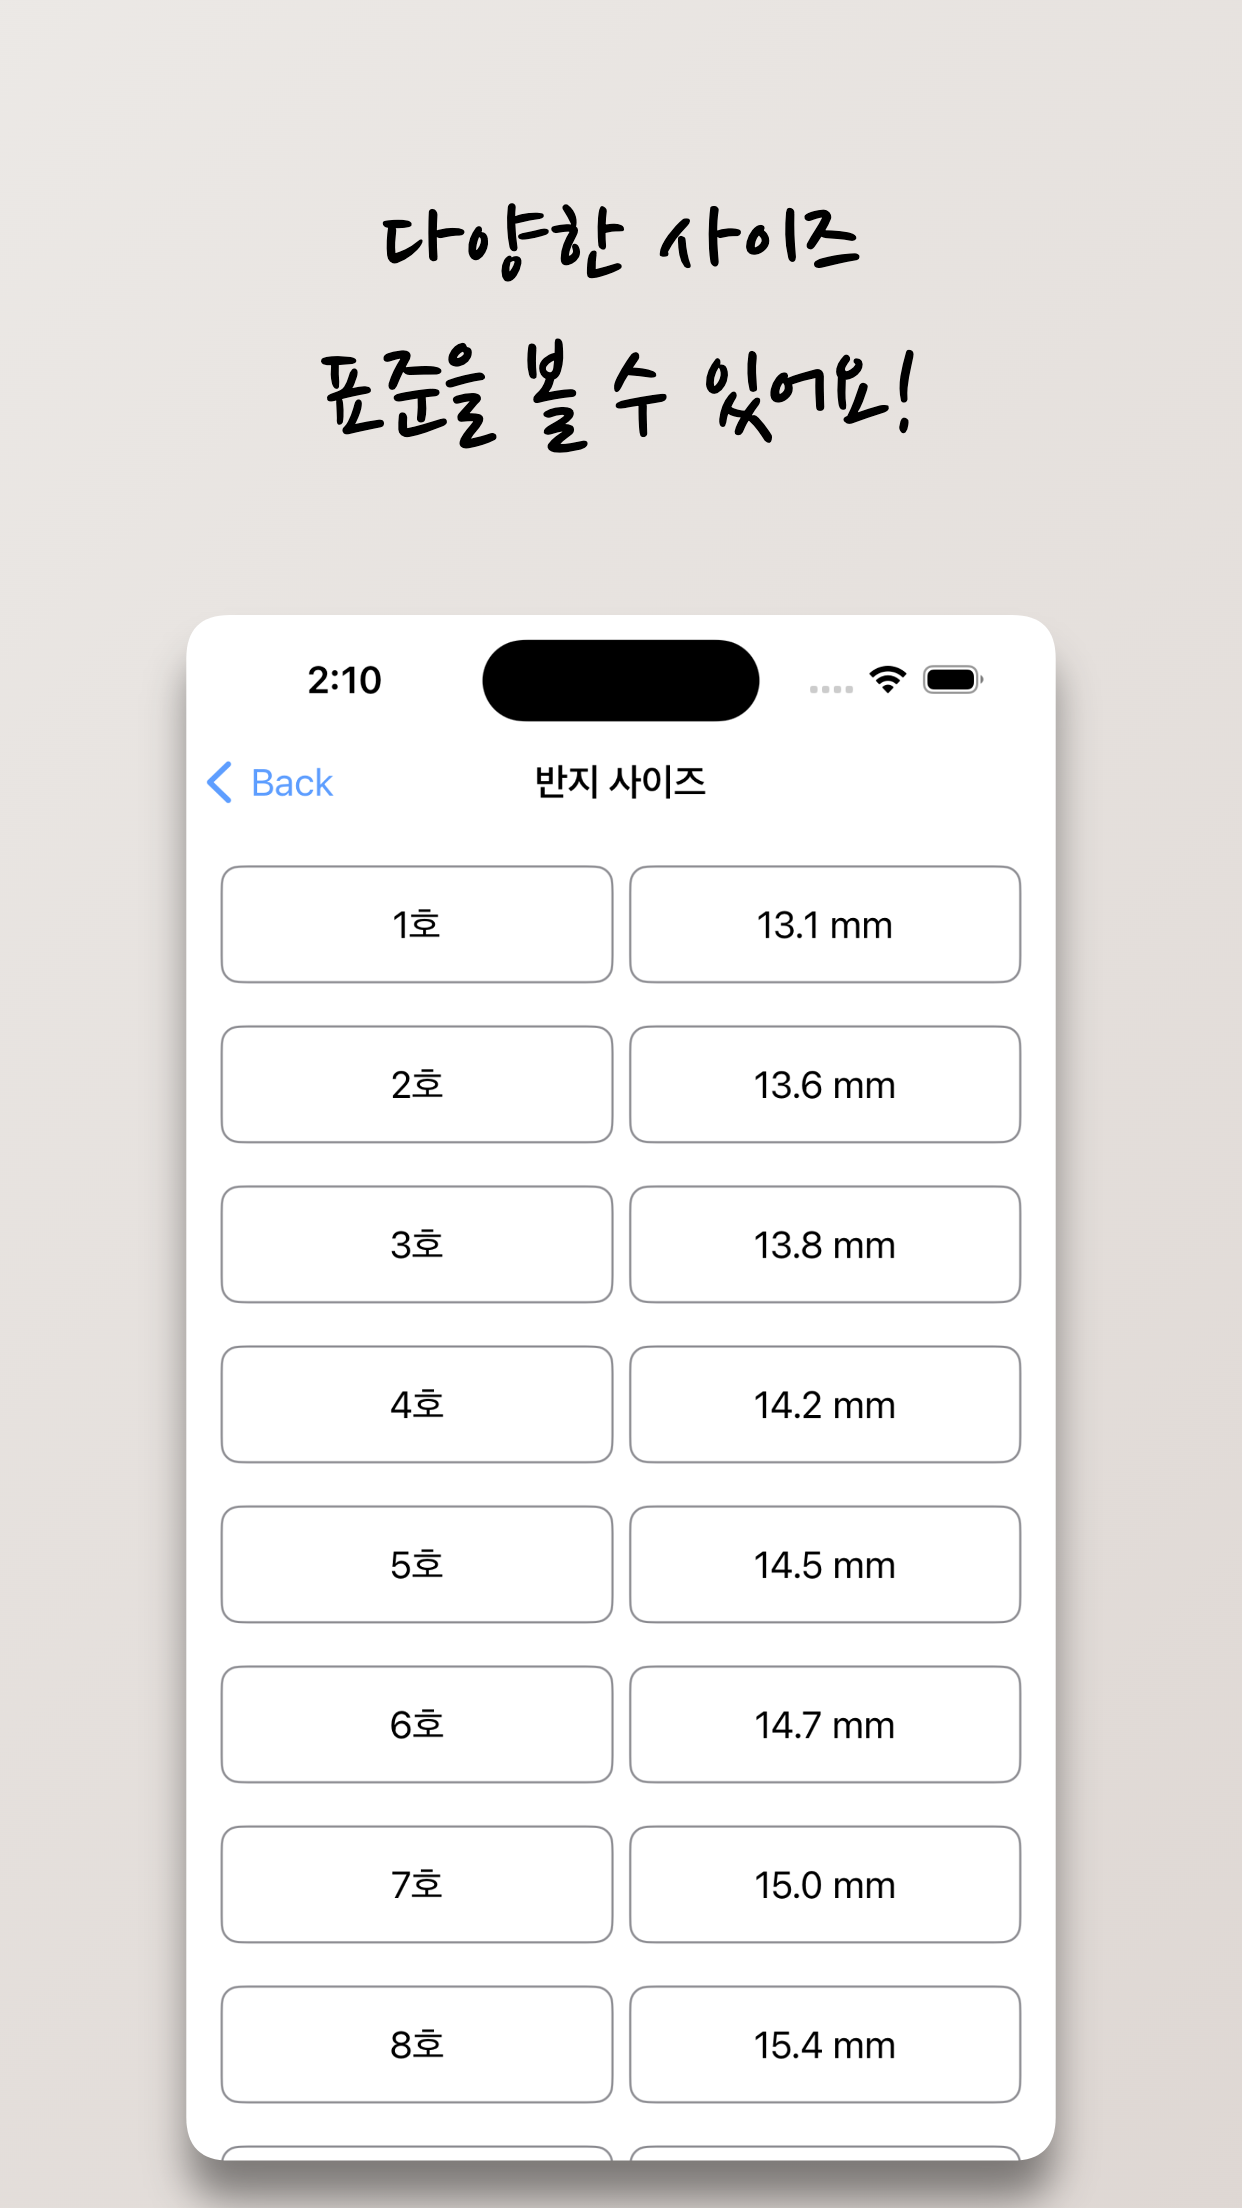 다양한 사이즈
표준을 볼 수 있어요!
2:10
Back 반지 사이즈
1호 13.1 mm
2호 13.6 mm
3호 13.8 mm
4호 14.2 mm
5호 14.5 mm
6호 14.7 mm
7호 15.0 mm
8호 15.4 mm